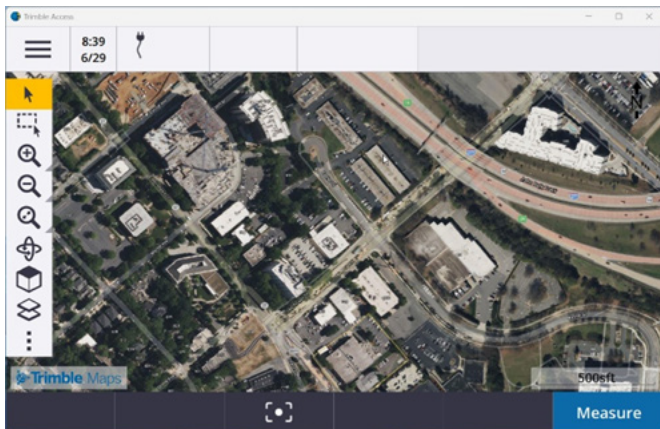 Trimble Access
8:39
6/29
N
Trimble Maps
500sft
Measure